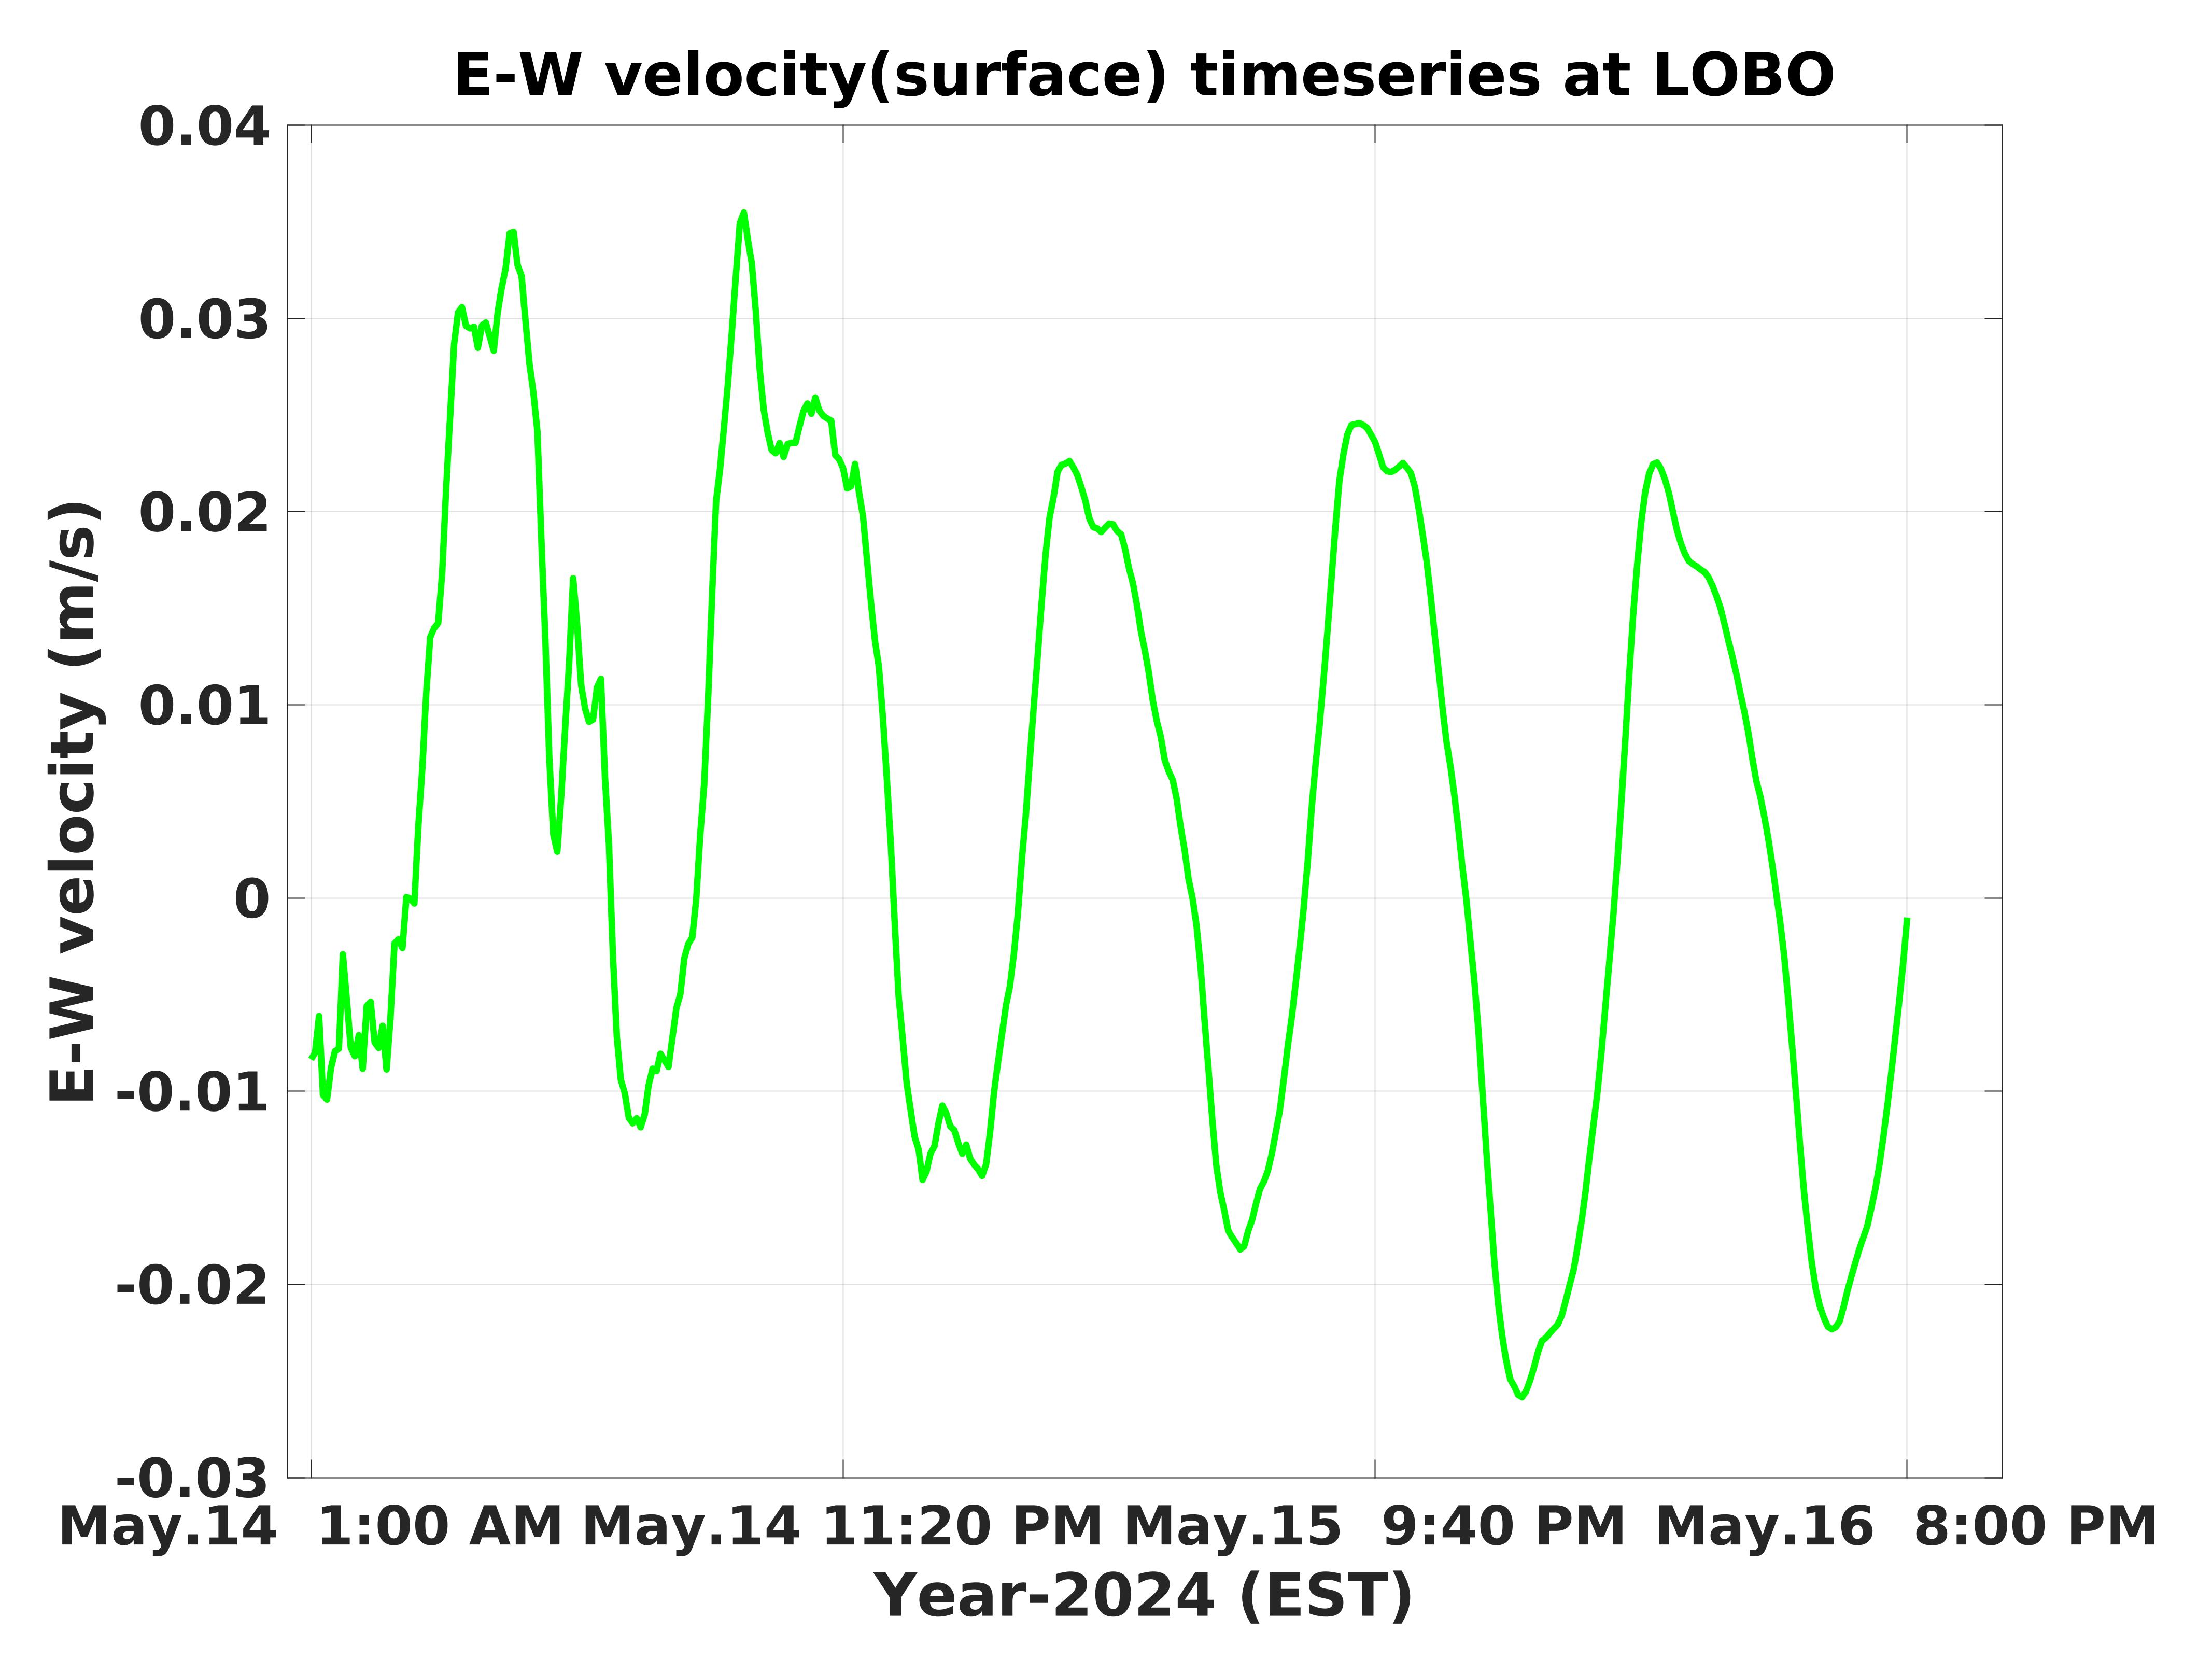 E-W velocity(surface) timeseries at LOBO
0.04
0.03
0.02
0.01
0
-0.01
-0.02
-0.03
E-W velocity (m/s)
May.14 1:00 AM May.14 11:20 PM May.15 9:40 PM May.16 8:00 PM
Year-2024 (EST)